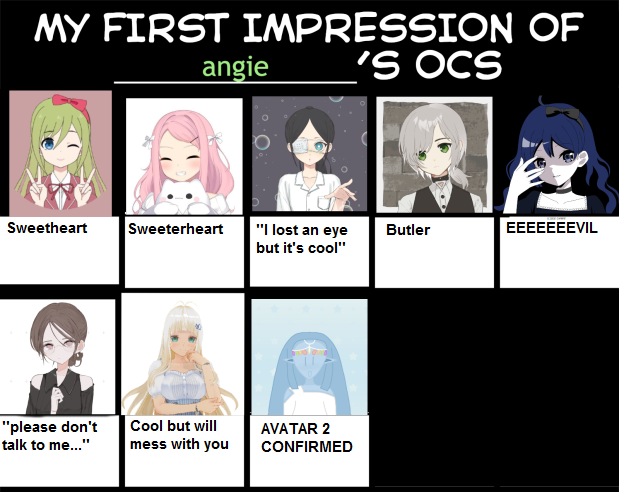 MY FIRST IMPRESSION OF
angie 'S OCS
Sweetheart
Sweeterheart
"I lost an eye
but it's cool"
Butler
EEEEEEEVIL
"please don't
talk to me..."
Cool but will
mess with you
AVATAR 2
CONFIRMED